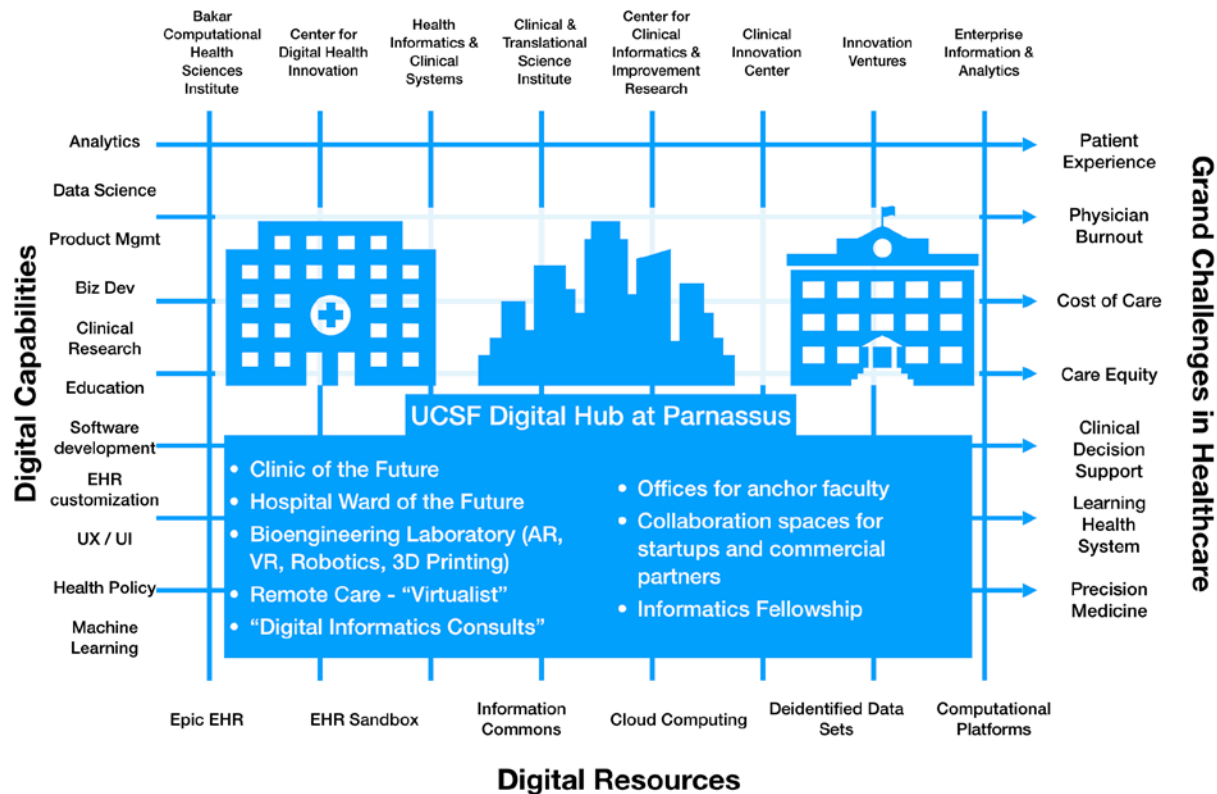 Bakar
Computational
Health
Sciences
Institute
Center for
Digital Health
Innovation
Health
Informatics &
Clinical
Systems
Clinical &
Translational
Science
Institute
Center for
Clinical
Informatics &
Improvement
Research
Clinical
Innovation
Center
Innovation
Ventures
Enterprise
Information &
Analytics
Digital Capabilities
Analytics
Data Science
Product Mgmt
Biz Dev
Clinical
Research
Education
Software
development
EHR
customization
UX / UI
Health Policy
Machine
Learning
UCSF Digital Hub at Parnassus
• Clinic of the Future
• Hospital Ward of the Future
• Bioengineering Laboratory (AR,
VR, Robotics, 3D Printing)
• Remote Care - “Virtualist”
• “Digital Informatics Consults”
• Offices for anchor faculty
• Collaboration spaces for
startups and commercial
partners
• Informatics Fellowship
Patient
Experience
Physician
Burnout
Cost of Care
Care Equity
Clinical
Decision
Support
Learning
Health
System
Precision
Medicine
Grand Challenges in Healthcare
Epic EHR
EHR Sandbox
Information
Commons
Cloud Computing
Deidentified Data
Sets
Computational
Platforms
Digital Resources